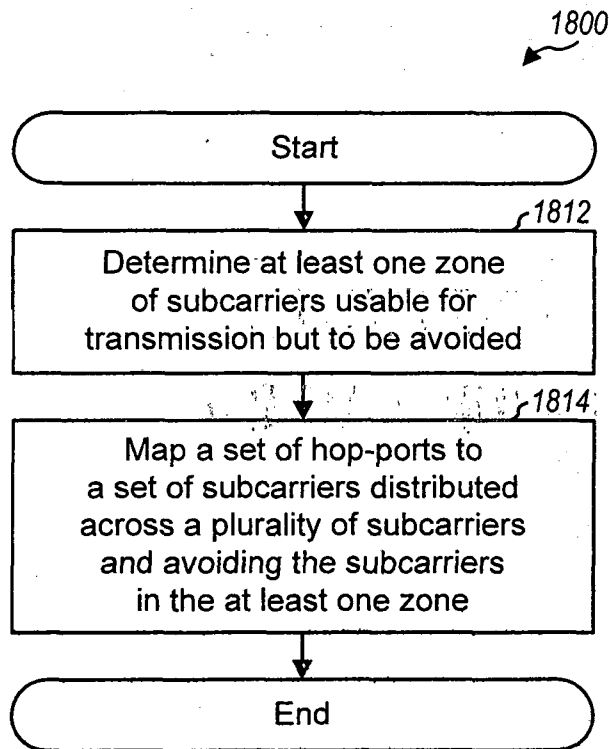 1800
Start
1812
Determine at least one zone
of subcarriers usable for
transmission but to be avoided
1814
Map a set of hop-ports to
a set of subcarriers distributed
across a plurality of subcarriers
and avoiding the subcarriers
in the at least one zone
End